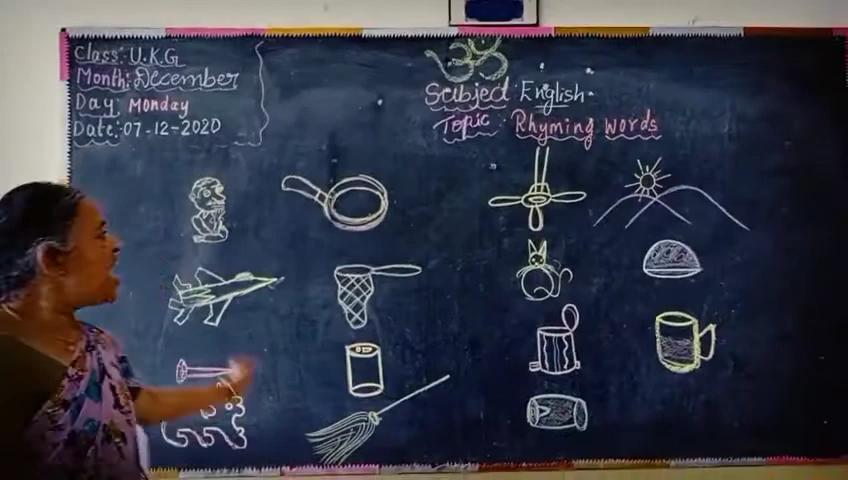 Class: U.K.G
Month: December
Day: Monday
Date: 07-12-2020
ॐ
Subject: English
Topic: Rhyming words